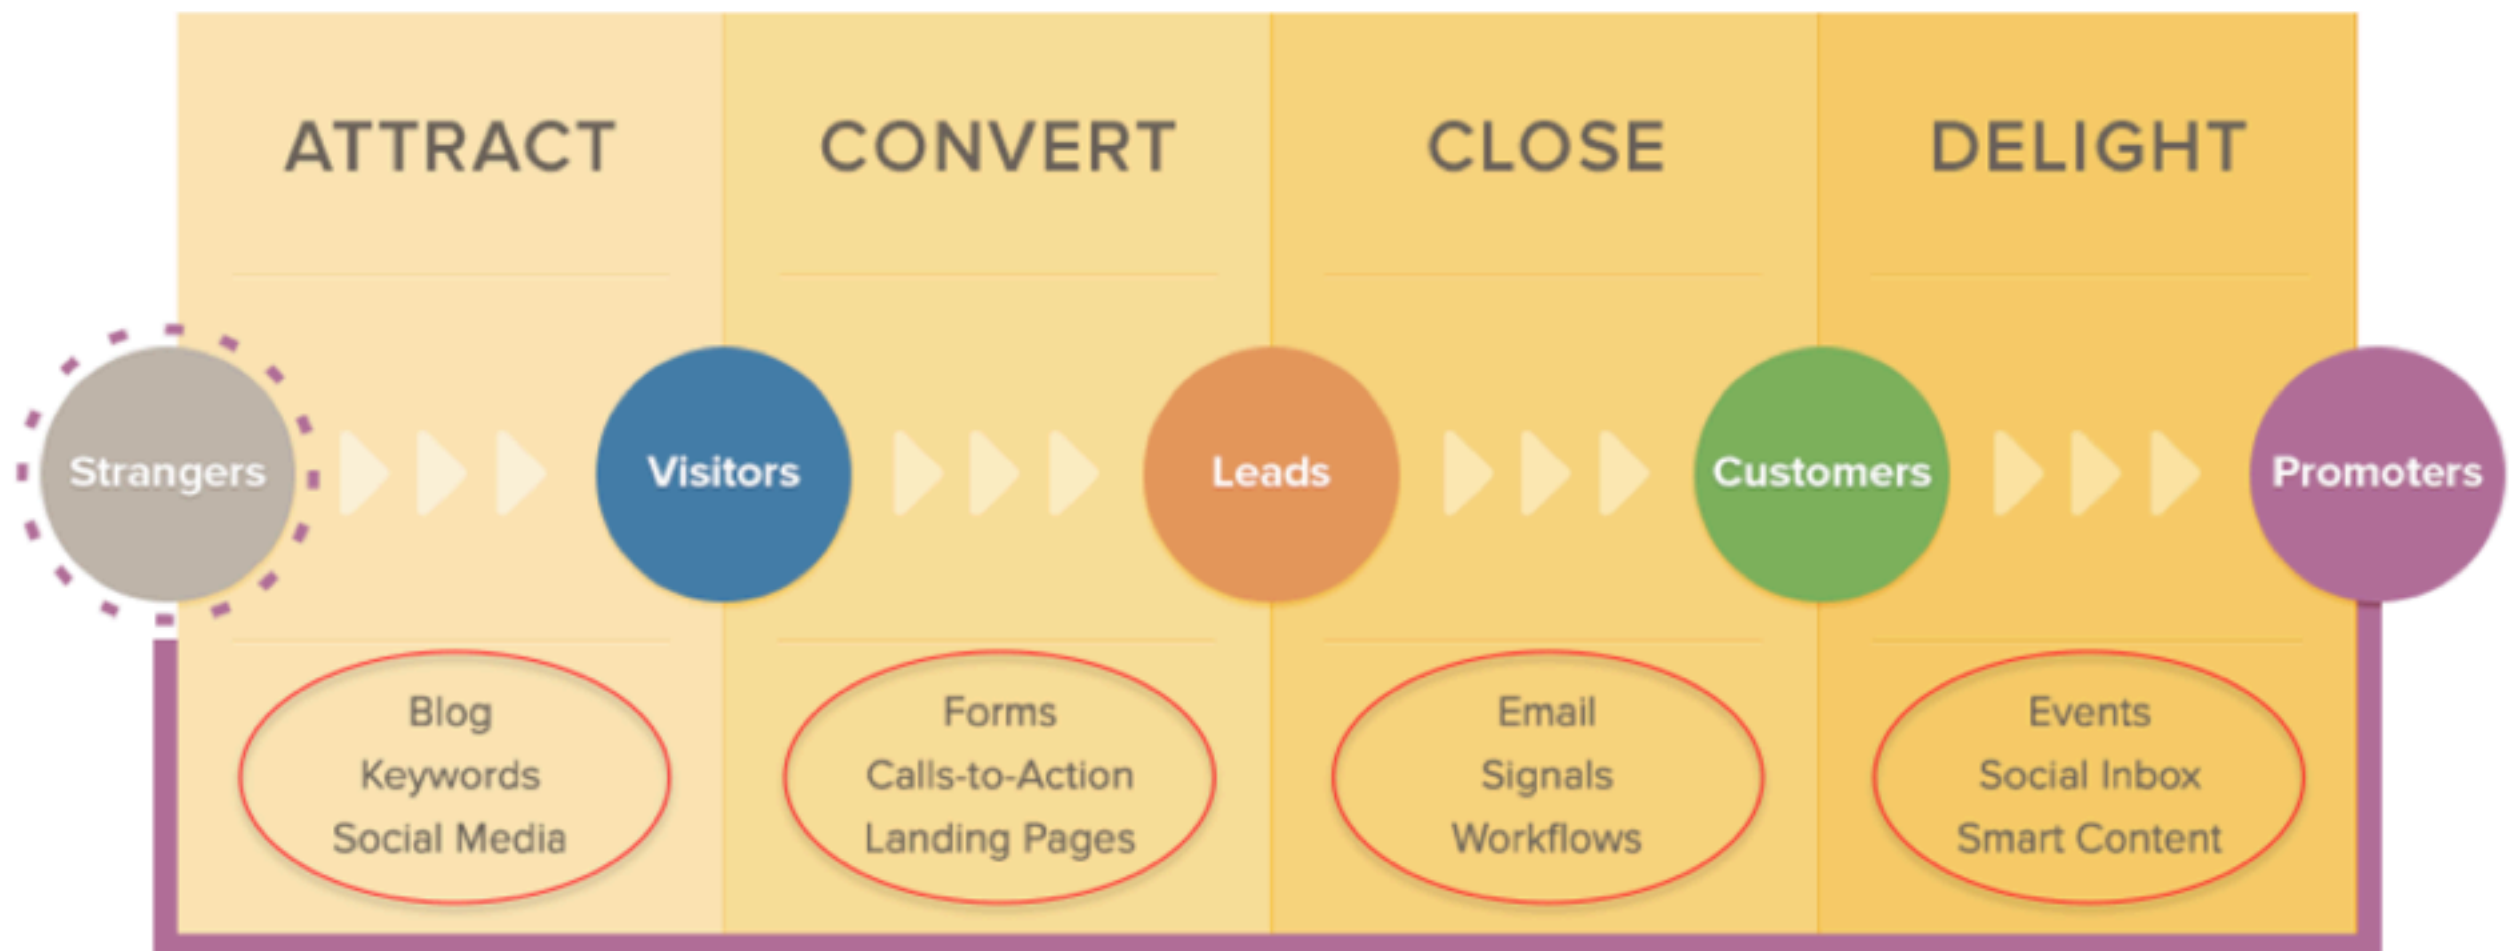 ATTRACT
CONVERT
CLOSE
DELIGHT
Strangers
Visitors
Leads
Customers
Promoters
Blog
Keywords
Social Media
Forms
Calls-to-Action
Landing Pages
Email
Signals
Workflows
Events
Social Inbox
Smart Content